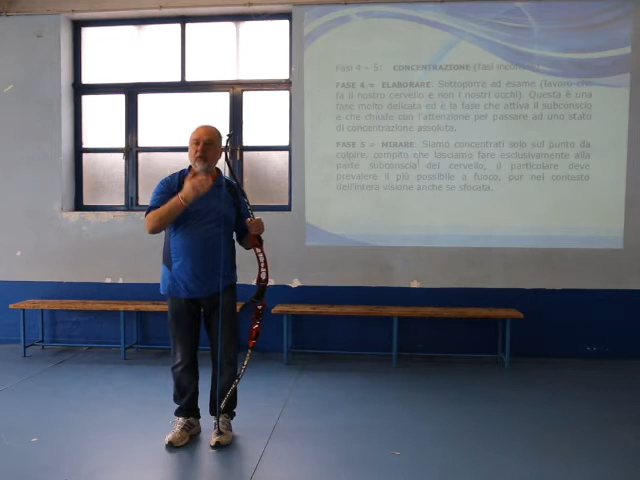 Fasi 4 - 5: CONCENTRAZIONE (fasi
FASE 4 = ELABORARE. Sottoporre ad esame (lavoro che
fa il nostro cervello e non i nostri occhi). Questa è una
fase molto delicata ed è la fase che attiva il subconscio
e che chiude con l'attenzione per passare ad uno stato
di concentrazione assoluta.
FASE 5 = MIRARE. Siamo concentrati solo sul punto da
colpire, compito che lasciamo fare esclusivamente alla
parte subconscia del cervello, il particolare deve
prevalere il più possibile a fuoco, pur nel contesto
dell'intera visione anche se sfocata.